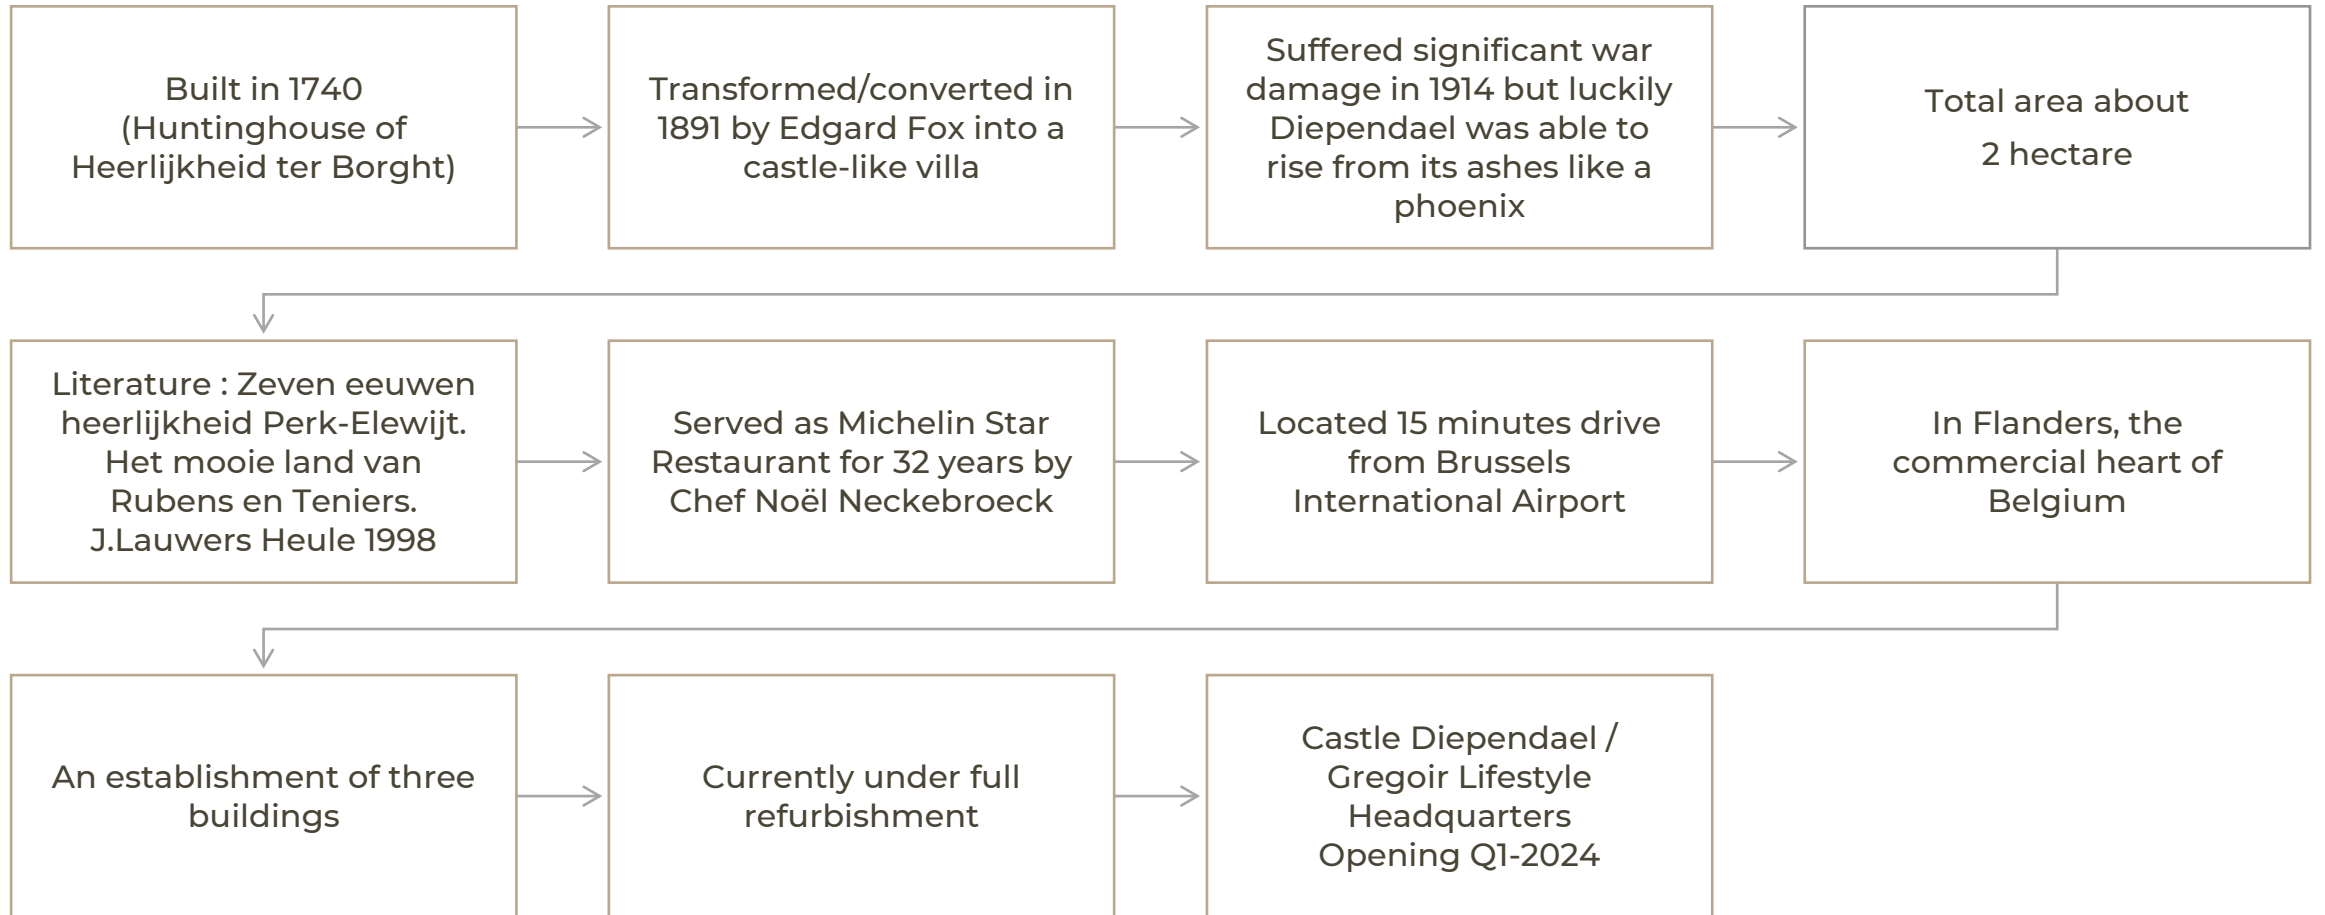 Built in 1740
(Huntinghouse of
Heerlijkheid ter Borght)
Transformed/converted in
1891 by Edgard Fox into a
castle-like villa
Suffered significant war
damage in 1914 but luckily
Diependael was able to
rise from its ashes like a
phoenix
Total area about
2 hectare
Literature : Zeven eeuwen
heerlijkheid Perk-Elewijt.
Het mooie land van
Rubens en Teniers.
J.Lauwers Heule 1998
Served as Michelin Star
Restaurant for 32 years by
Chef Noël Neckebroeck
Located 15 minutes drive
from Brussels
International Airport
In Flanders, the
commercial heart of
Belgium
An establishment of three
buildings
Currently under full
refurbishment
Castle Diependael /
Gregoir Lifestyle
Headquarters
Opening Q1-2024